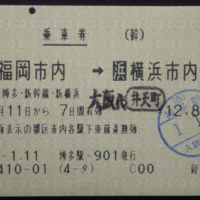 乗車券 (幹)
福岡市内 → 浜 横浜市内
博多・新幹線・新横浜
月11日から 7日間有効
12.8
大阪 弁天町
表示の都区市内各駅下車前途無効
-1.11 博多駅-901発行
410-01 (4-タ) C00